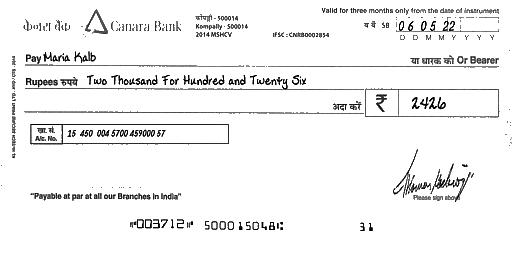 Valid for three months only from the date of instrument
केनरा बैंक Canara Bank
कोंपल्ली - 500014
Kompally - 500014
2014 MSHCV
IFSC : CNRB0002854
SB 06 05 22
D D M M Y Y Y Y
Pay Maria Kalb
या धारक को Or Bearer
Rupees रुपये Two Thousand For Hundred and Twenty Six
अदा करें ₹ 2426
खा. सं.
A/c. No. 15 450 004 5700 459000 57
Please sign above
"Payable at par at all our Branches in India"
⑈003712⑈ 500015048⑆ 31